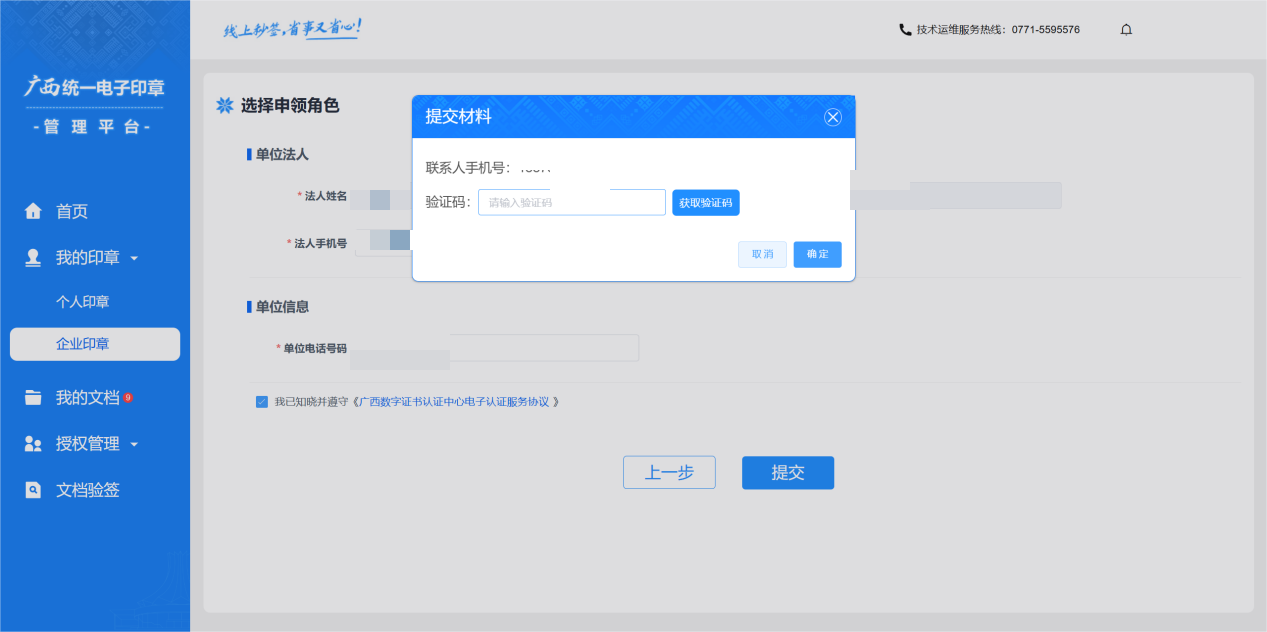 广西统一电子印章
-管理平台-
首页
我的印章
个人印章
企业印章
我的文档 9
授权管理
文档验签
线上秒签,省事又省心!
技术运维服务热线：0771-5595576
选择申领角色
单位法人
* 法人姓名
* 法人手机号
单位信息
* 单位电话号码
我已知晓并遵守《广西数字证书认证中心电子认证服务协议 》
上一步
提交
提交材料
联系人手机号：
验证码：
请输入验证码
获取验证码
取消
确定